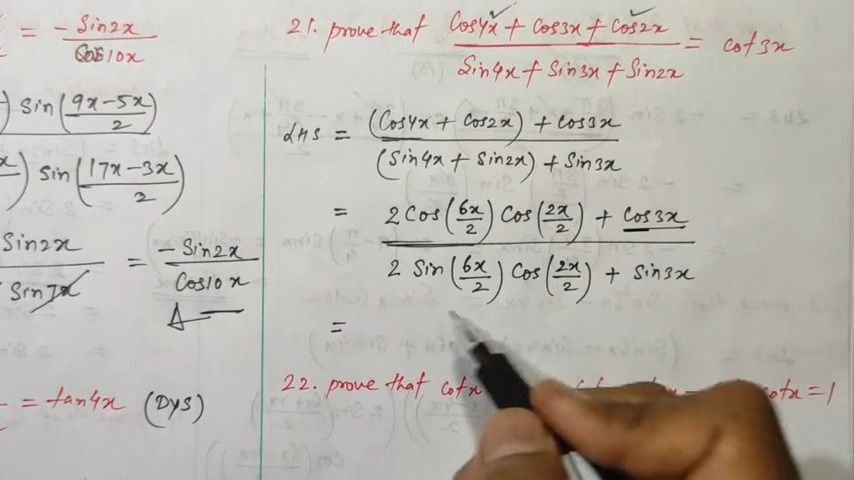 = -Sin2x / Cos10x
) Sin(9x-5x / 2)
) Sin(17x-3x / 2)
Sin2x / Sin7x = -Sin2x / Cos10x
= tan4x (DYS)
21. prove that Cos4x + Cos3x + Cos2x / Sin4x + Sin3x + Sin2x = cot3x
LHS = (Cos4x + Cos2x) + Cos3x / (Sin4x + Sin2x) + Sin3x
= 2 Cos(6x/2) Cos(2x/2) + Cos3x / 2 Sin(6x/2) Cos(2x/2) + Sin3x
=
22. prove that cotx cotx = 1